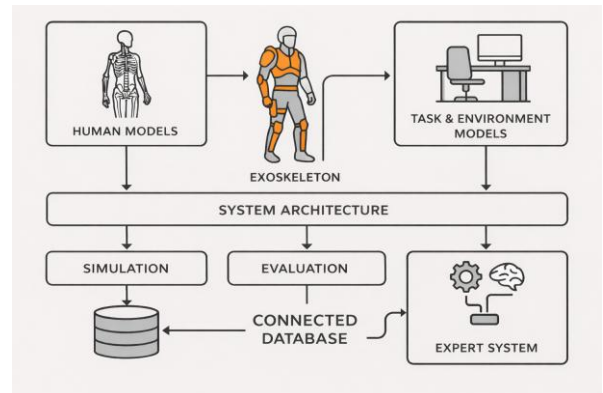 HUMAN MODELS
EXOSKELETON
TASK & ENVIRONMENT
MODELS
SYSTEM ARCHITECTURE
SIMULATION
EVALUATION
CONNECTED
DATABASE
EXPERT SYSTEM